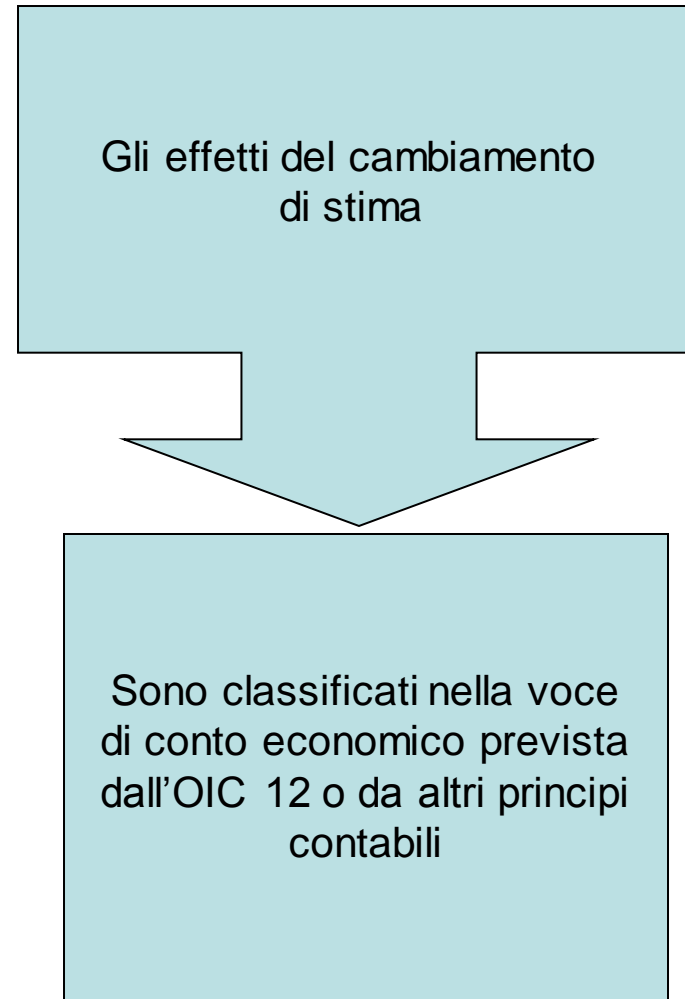 Gli effetti del cambiamento
di stima
Sono classificati nella voce
di conto economico prevista
dall’OIC 12 o da altri principi
contabili